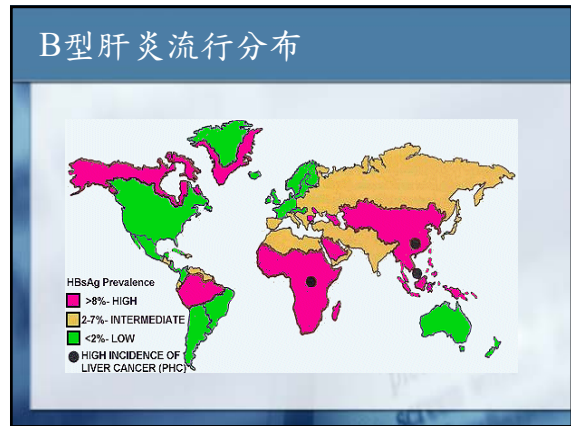 B型肝炎流行分布
HBsAg Prevalence
>8%- HIGH
2-7%- INTERMEDIATE
<2%- LOW
HIGH INCIDENCE OF
LIVER CANCER (PHC)